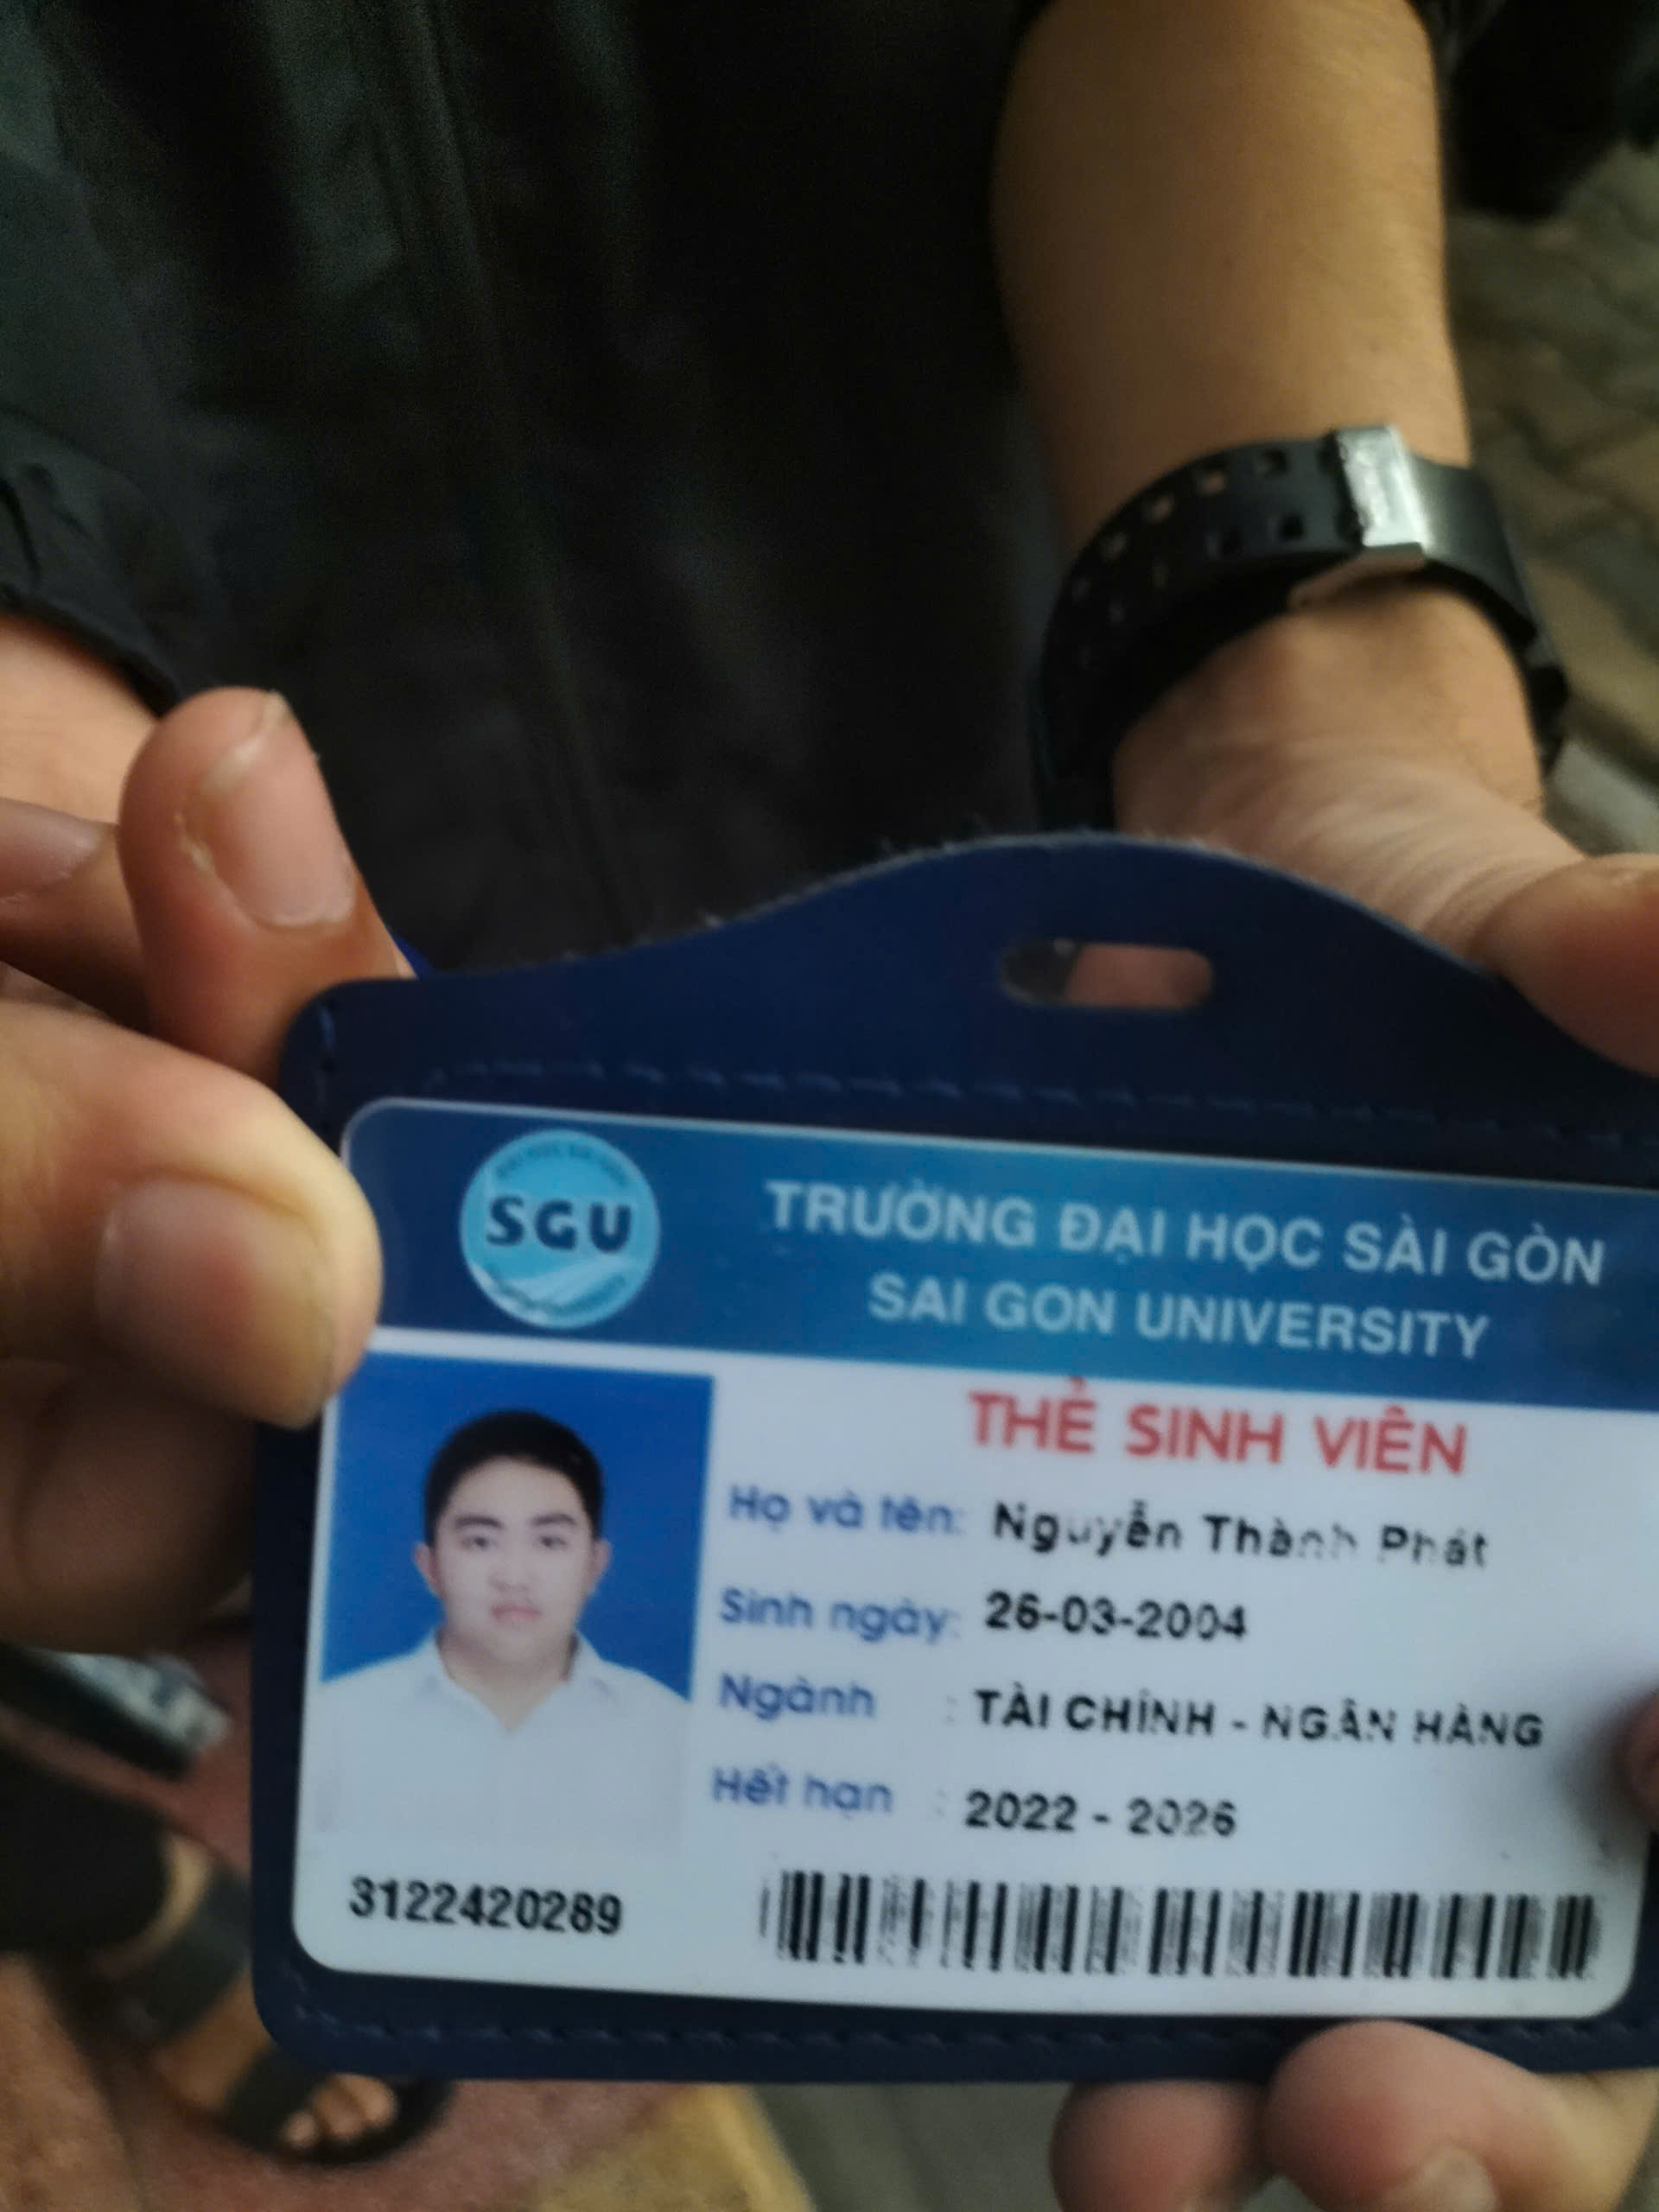 SGU
TRƯỜNG ĐẠI HỌC SÀI GÒN
SAI GON UNIVERSITY
THẺ SINH VIÊN
Họ và tên: Nguyễn Thành Phát
Sinh ngày: 26-03-2004
Ngành : TÀI CHÍNH - NGÂN HÀNG
Hết hạn : 2022 - 2026
3122420289